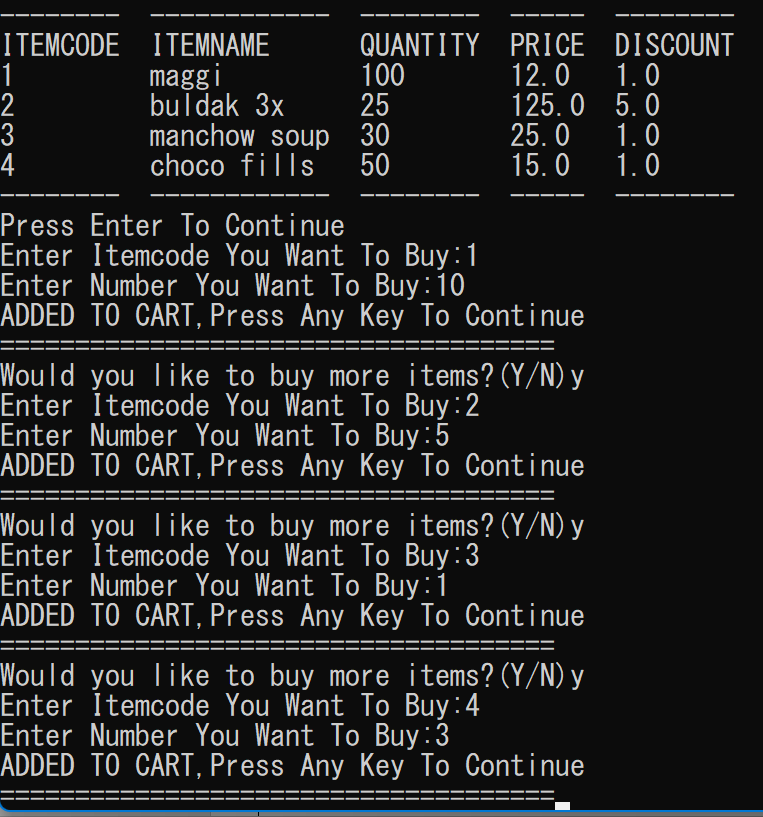 --------  ------------  --------  -----  --------
ITEMCODE  ITEMNAME      QUANTITY  PRICE  DISCOUNT
1         maggi         100       12.0   1.0
2         buldak 3x     25        125.0  5.0
3         manchow soup  30        25.0   1.0
4         choco fills   50        15.0   1.0
--------  ------------  --------  -----  --------
Press Enter To Continue
Enter Itemcode You Want To Buy:1
Enter Number You Want To Buy:10
ADDED TO CART,Press Any Key To Continue
=====================================
Would you like to buy more items?(Y/N)y
Enter Itemcode You Want To Buy:2
Enter Number You Want To Buy:5
ADDED TO CART,Press Any Key To Continue
=====================================
Would you like to buy more items?(Y/N)y
Enter Itemcode You Want To Buy:3
Enter Number You Want To Buy:1
ADDED TO CART,Press Any Key To Continue
=====================================
Would you like to buy more items?(Y/N)y
Enter Itemcode You Want To Buy:4
Enter Number You Want To Buy:3
ADDED TO CART,Press Any Key To Continue
=====================================